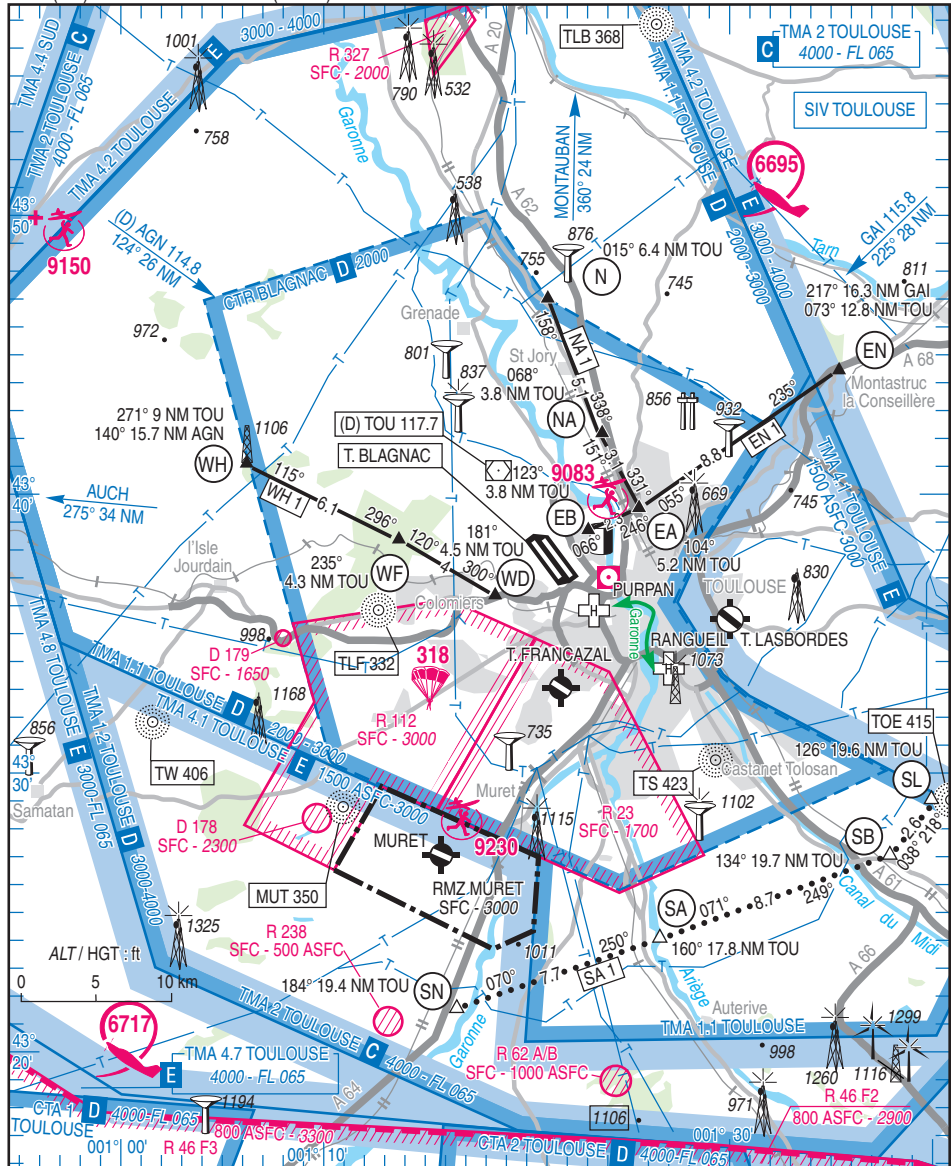 TMA 4.4 SUD
C
TMA 2 TOULOUSE
4000 - FL 065
1001
E
3000 - 4000
R 327
SFC - 2000
790
532
A 20
TLB 368
C
TMA 2 TOULOUSE
4000 - FL 065
SIV TOULOUSE
TMA 4.2 TOULOUSE
758
Garonne
TMA 4.2 TOULOUSE
TMA 1.1 TOULOUSE
D
E
2000 - 3000
3000 - 4000
6695
43°
50'
9150
(D) AGN 114.8
124° 26 NM
538
A 62
MONTAUBAN
360° 24 NM
876
755
N
015° 6.4 NM TOU
745
Tarn
GAI 115.8
225° 28 NM
811
217° 16.3 NM GAI
073° 12.8 NM TOU
EN
A 68
Montastruc
la Conseillère
CTR BLAGNAC
D
2000
972
Grenade
801
St Jory
837
068°
3.8 NM TOU
NA
158°
NA 1
5.1
338°
151°
3.1
331°
856
932
235°
EN 1
8.8
055°
271° 9 NM TOU
140° 15.7 NM AGN
1106
WH
(D) TOU 117.7
T. BLAGNAC
123°
3.8 NM TOU
9083
669
745
43°
40'
AUCH
275° 34 NM
115°
WH 1
6.1
296°
EB
066°
246°
EA
104°
5.2 NM TOU
TMA 4.1 TOULOUSE
1500 ASFC-3000
E
l'Isle
Jourdain
235°
4.3 NM TOU
WF
120°
4
300°
181°
4.5 NM TOU
WD
PURPAN
TOULOUSE
830
998
Colomiers
TLF 332
Garonne
RANGUEIL
T. LASBORDES
D 179
SFC - 1650
T. FRANCAZAL
1073
318
TMA 4.8 TOULOUSE
E
3000-FL 065
TMA 1.2 TOULOUSE
D
3000-4000
TMA 1.1 TOULOUSE
D
2000 - 3000
TMA 4.1 TOULOUSE
E
1500 ASFC-3000
1168
R 112
SFC - 3000
735
TOE 415
126° 19.6 NM TOU
856
43°
30'
Samatan
TW 406
TS 423
Castanet Tolosan
SL
D 178
SFC - 2300
Muret
1115
R 23
SFC - 1700
1102
9230
MURET
SB
2.6
038°
218°
134° 19.7 NM TOU
MUT 350
RMZ MURET
SFC - 3000
A 61
Canal du Midi
1325
R 238
SFC - 500 ASFC
SA
071°
8.7
249°
160° 17.8 NM TOU
1011
A 66
ALT / HGT : ft
0 5 10 km
184° 19.4 NM TOU
SN
070°
7.7
250°
SA 1
Ariège
Auterive
TMA 1.1 TOULOUSE
1299
43°
20'
6717
TMA 4.7 TOULOUSE
4000 - FL 065
E
TMA 2 TOULOUSE
C
4000 - FL 065
Garonne
R 62 A/B
SFC - 1000 ASFC
998
1260
1116
CTA 1
D
4000-FL 065
TOULOUSE
1194
A 64
1106
971
R 46 F2
800 ASFC - 2900
001° 00'
R 46 F3
800 ASFC - 3300
001° 10'
CTA 2 TOULOUSE
D
4000-FL 065
001° 30'